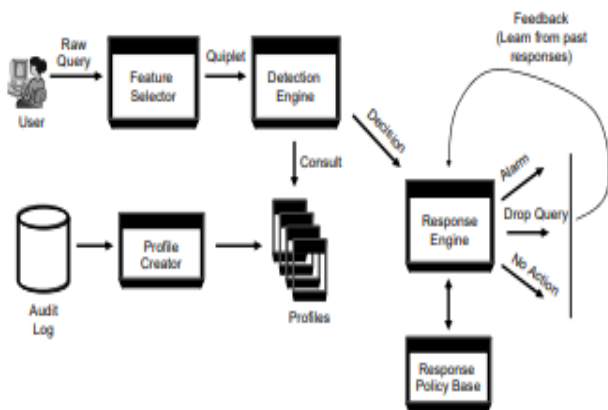 Feedback
(Learn from past
responses)
Raw
Query
Feature
Selector
Quiplet
Detection
Engine
User
Decision
Consult
Alarm
Drop Query
No Action
Response
Engine
Profile
Creator
Audit
Log
Profiles
Response
Policy Base